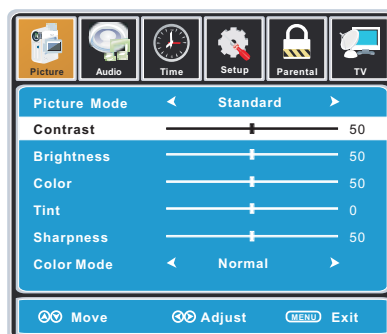 Picture Audio Time Setup Parental TV
Picture Mode Standard
Contrast 50
Brightness 50
Color 50
Tint 0
Sharpness 50
Color Mode Normal
Move Adjust MENU Exit